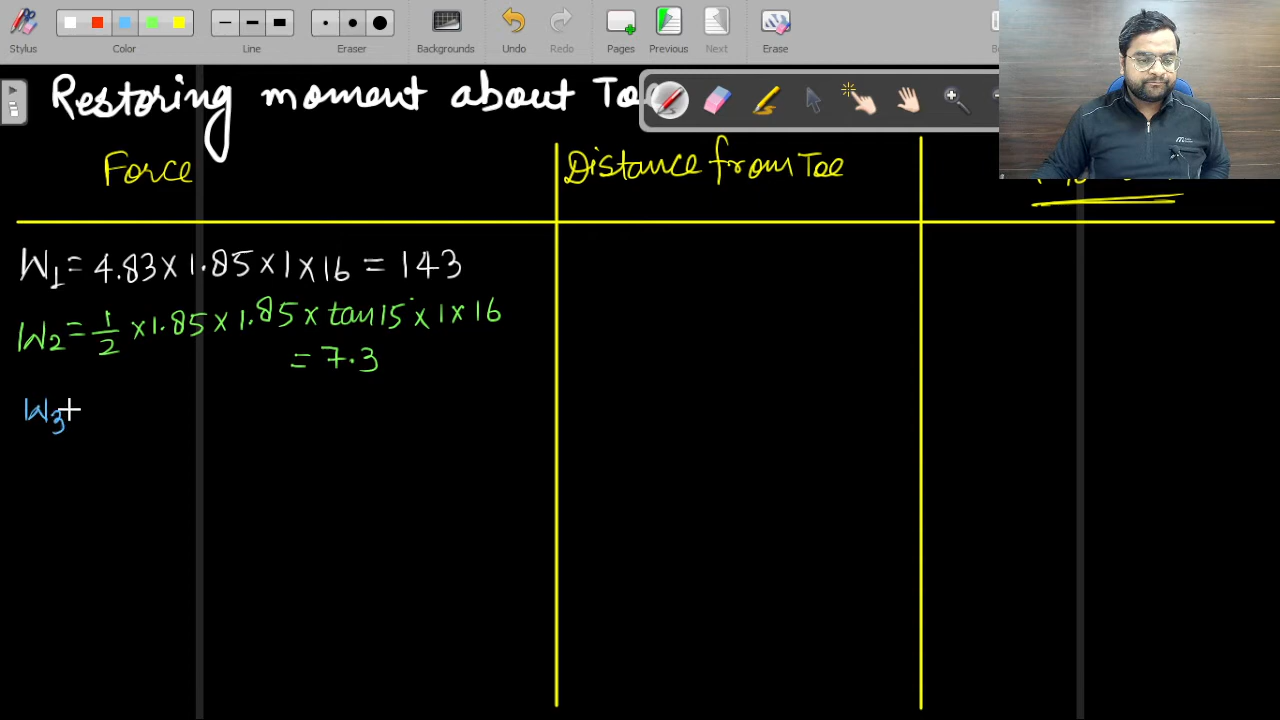 Stylus Color Line Eraser Backgrounds Undo Redo Pages Previous Next Erase
Restoring moment about Toe
Force Distance from Toe
W1 = 4.83 × 1.85 × 1 × 16 = 143
W2 = 1/2 × 1.85 × 1.85 × tan 15° × 1 × 16
= 7.3
W3